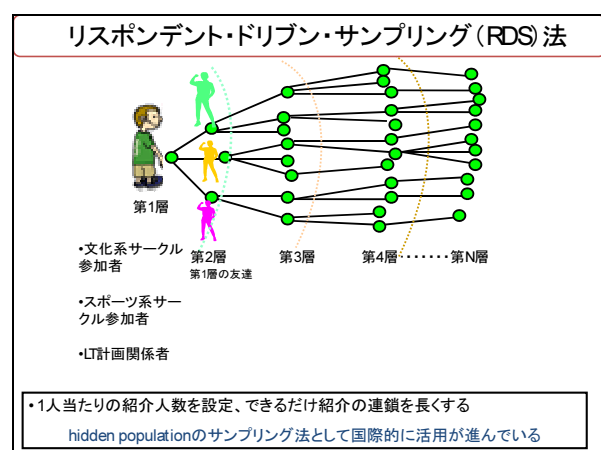 リスポンデント・ドリブン・サンプリング（RDS）法
第1層
第2層
第1層の友達
第3層
第4層・・・・・・・第N層
•文化系サークル
参加者
•スポーツ系サー
クル参加者
•LT計画関係者
・1人当たりの紹介人数を設定、できるだけ紹介の連鎖を長くする
hidden populationのサンプリング法として国際的に活用が進んでいる